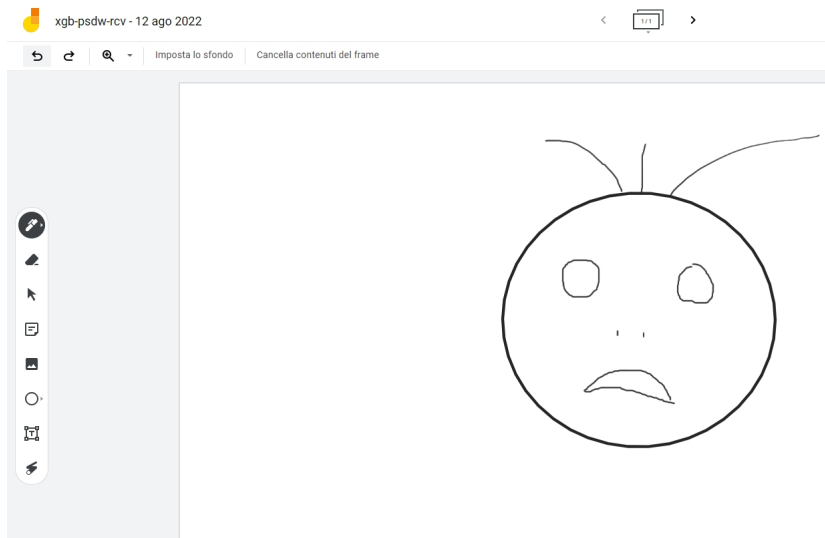 xgb-psdw-rcv - 12 ago 2022
1/1
Imposta lo sfondo
Cancella contenuti del frame